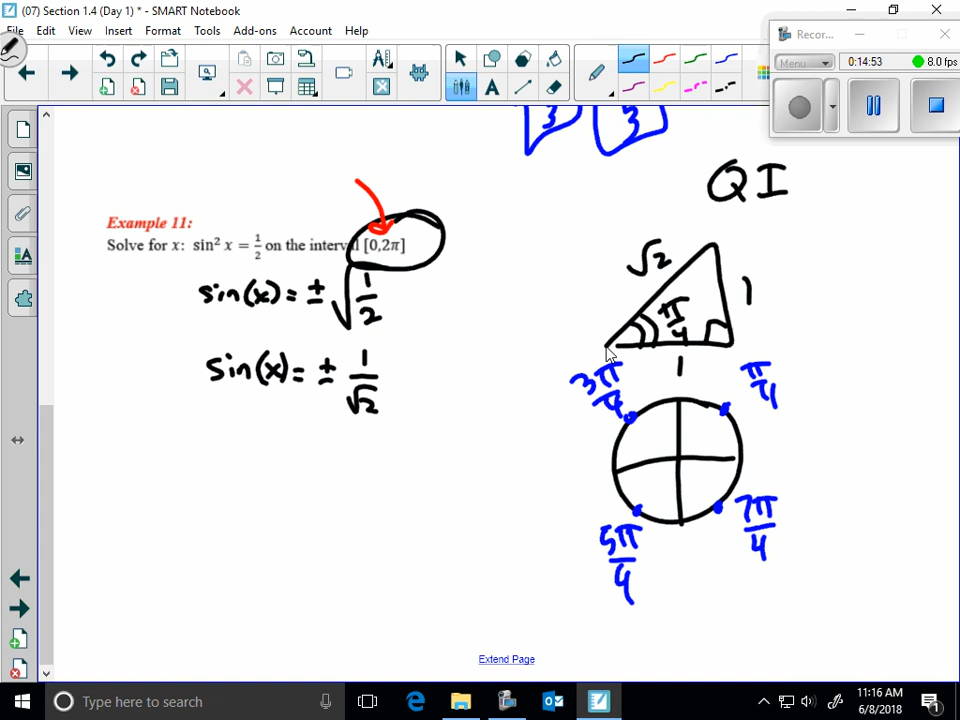 (07) Section 1.4 (Day 1) * - SMART Notebook
File Edit View Insert Format Tools Add-ons Account Help
Recor...
Menu
0:14:53
8.0 fps
3 3
QI
Example 11:
Solve for x: sin² x = 1/2 on the interval [0,2π]
sin(x) = ± √(1/2)
sin(x) = ± 1/√2
√2
1
π/4
1
3π/4
π/4
5π/4
7π/4
Extend Page
Type here to search
11:16 AM
6/8/2018
1